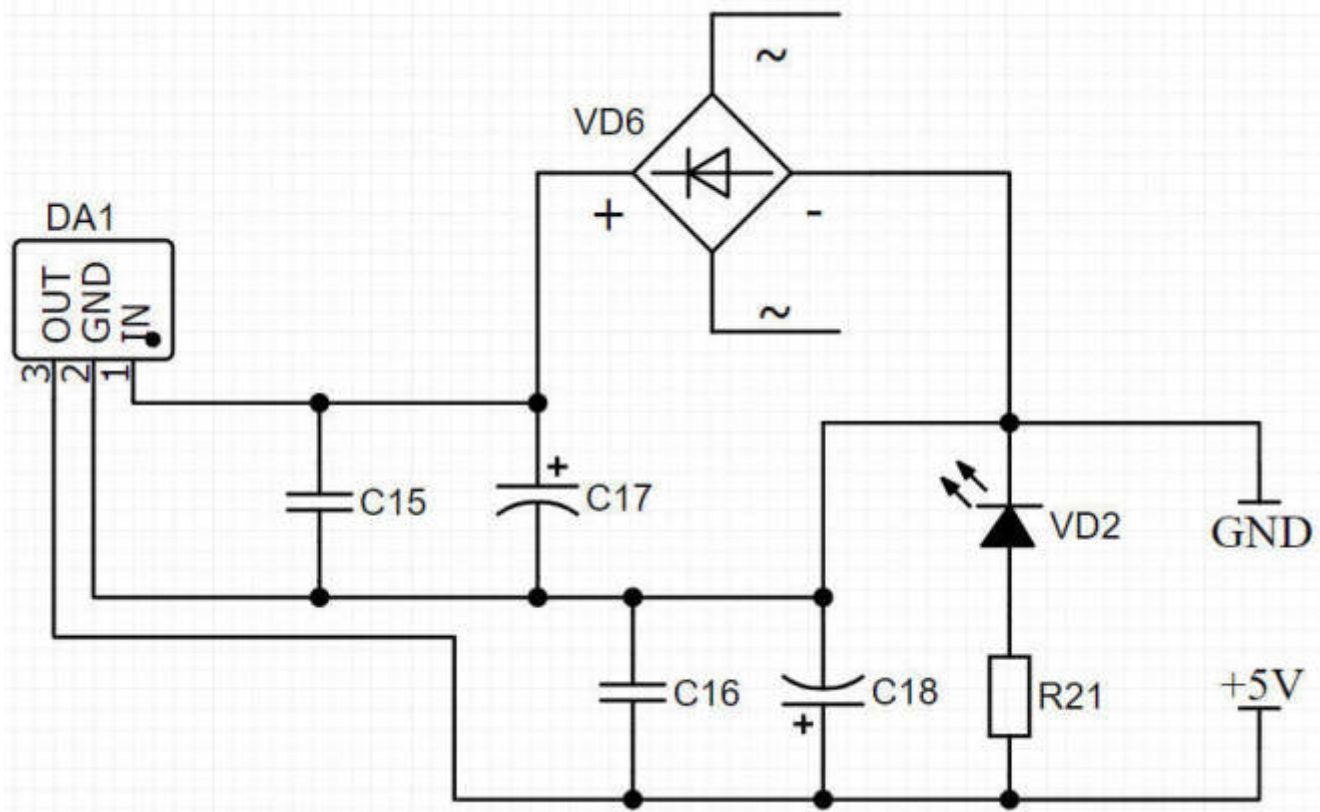 ~
VD6
+
-
~
DA1
OUT
GND
IN
3
2
1
+
C15
C17
VD2
GND
C16
C18
+
R21
+5V